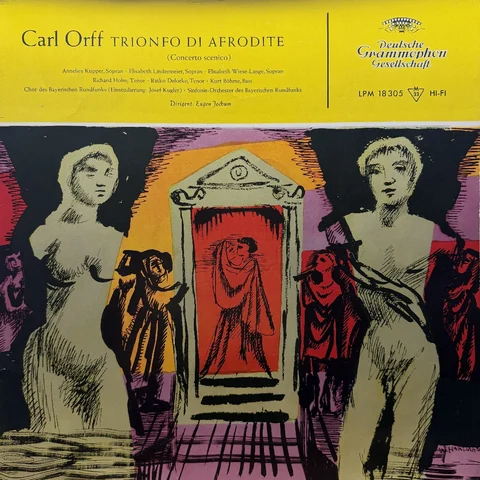 Carl Orff TRIONFO DI AFRODITE
(Concerto scenico)
Annelies Kupper, Sopran - Elisabeth Lindermeier, Sopran - Elisabeth Wiese-Lange, Sopran
Richard Holm, Tenor - Ratko Delorko, Tenor - Kurt Böhme, Bass
Chor des Bayerischen Rundfunks (Einstudierung: Josef Kugler) - Sinfonie-Orchester des Bayerischen Rundfunks
Dirigent: Eugen Jochum
Deutsche
Grammophon
Gesellschaft
LPM 18305 33 HI-FI